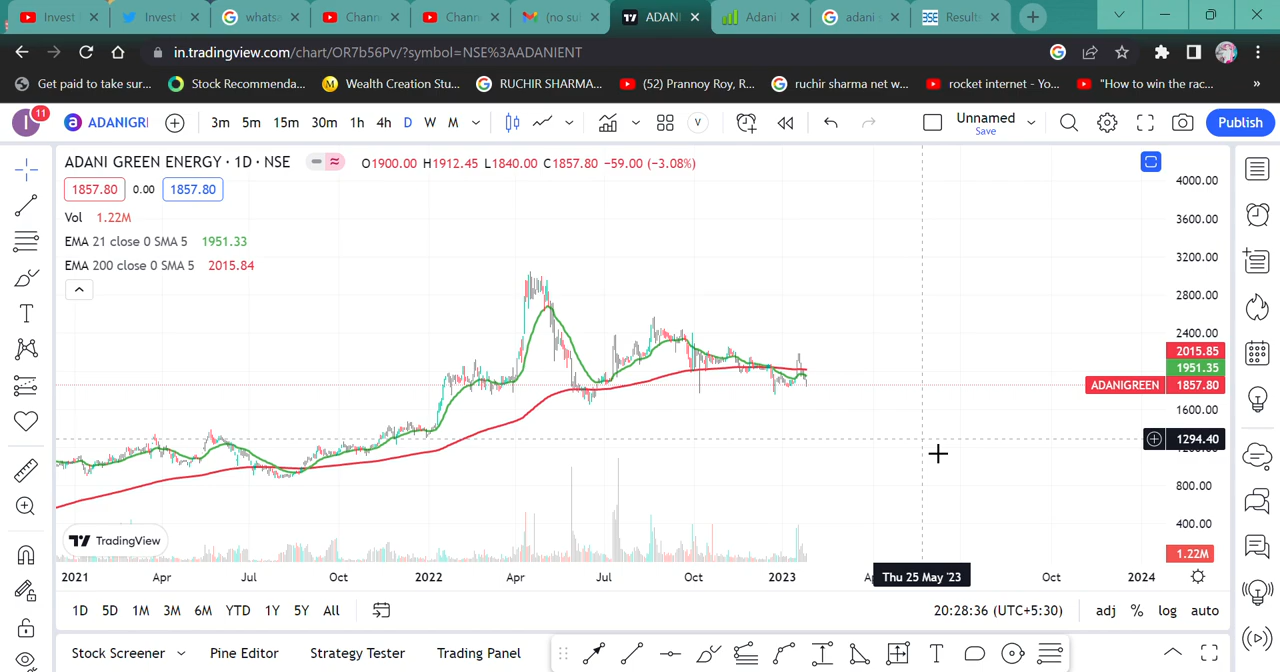 Invest
Invest
whats
Chann
Chann
(no su
ADANI
Adani
adani s
BSE Results
in.tradingview.com/chart/OR7b56Pv/?symbol=NSE%3AADANIENT
Get paid to take sur... Stock Recommenda... Wealth Creation Stu... RUCHIR SHARMA... (52) Prannoy Roy, R... ruchir sharma net w... rocket internet - Yo... "How to win the rac... »
I 11 ADANIGRI 3m 5m 15m 30m 1h 4h D W M V Unnamed Save Publish
ADANI GREEN ENERGY · 1D · NSE O1900.00 H1912.45 L1840.00 C1857.80 −59.00 (−3.08%)
1857.80 0.00 1857.80
Vol 1.22M
EMA 21 close 0 SMA 5 1951.33
EMA 200 close 0 SMA 5 2015.84
4000.00
3600.00
3200.00
2800.00
2400.00
2015.85
1951.35
ADANIGREEN 1857.80
1600.00
1294.40
800.00
400.00
1.22M
TradingView
2021 Apr Jul Oct 2022 Apr Jul Oct 2023 Thu 25 May '23 Oct 2024
1D 5D 1M 3M 6M YTD 1Y 5Y All 20:28:36 (UTC+5:30) adj % log auto
Stock Screener Pine Editor Strategy Tester Trading Panel